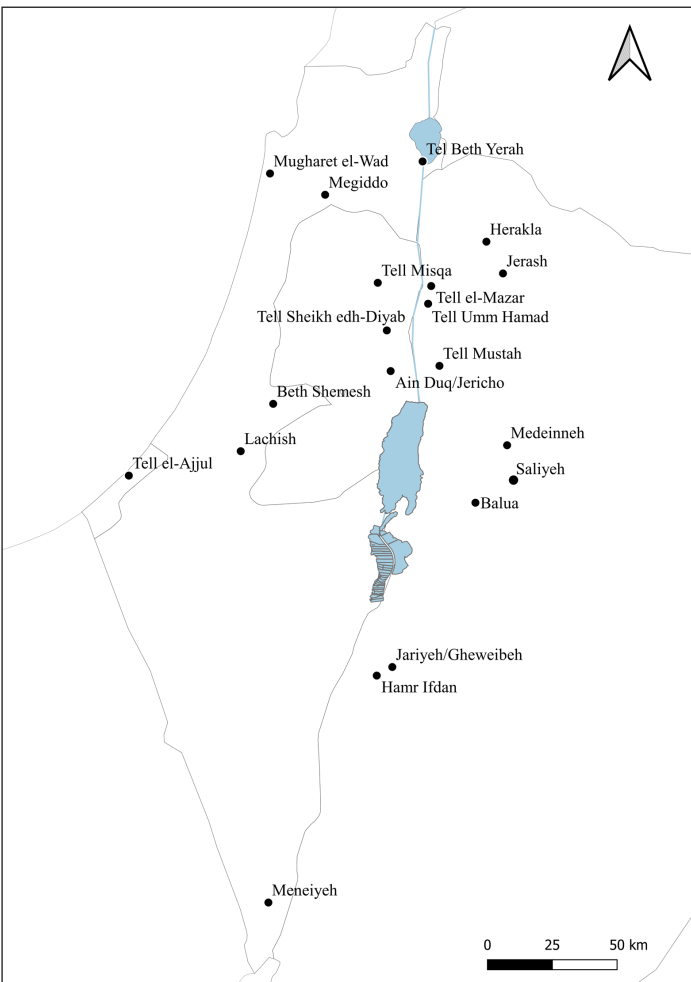 Tel Beth Yerah
Mugharet el-Wad
Megiddo
Herakla
Jerash
Tell Misqa
Tell el-Mazar
Tell Sheikh edh-Diyab
Tell Umm Hamad
Tell Mustah
Ain Duq/Jericho
Beth Shemesh
Medeinneh
Lachish
Tell el-Ajjul
Saliyeh
Balua
Jariyeh/Gheweibeh
Hamr Ifdan
Meneiyeh
0 25 50 km